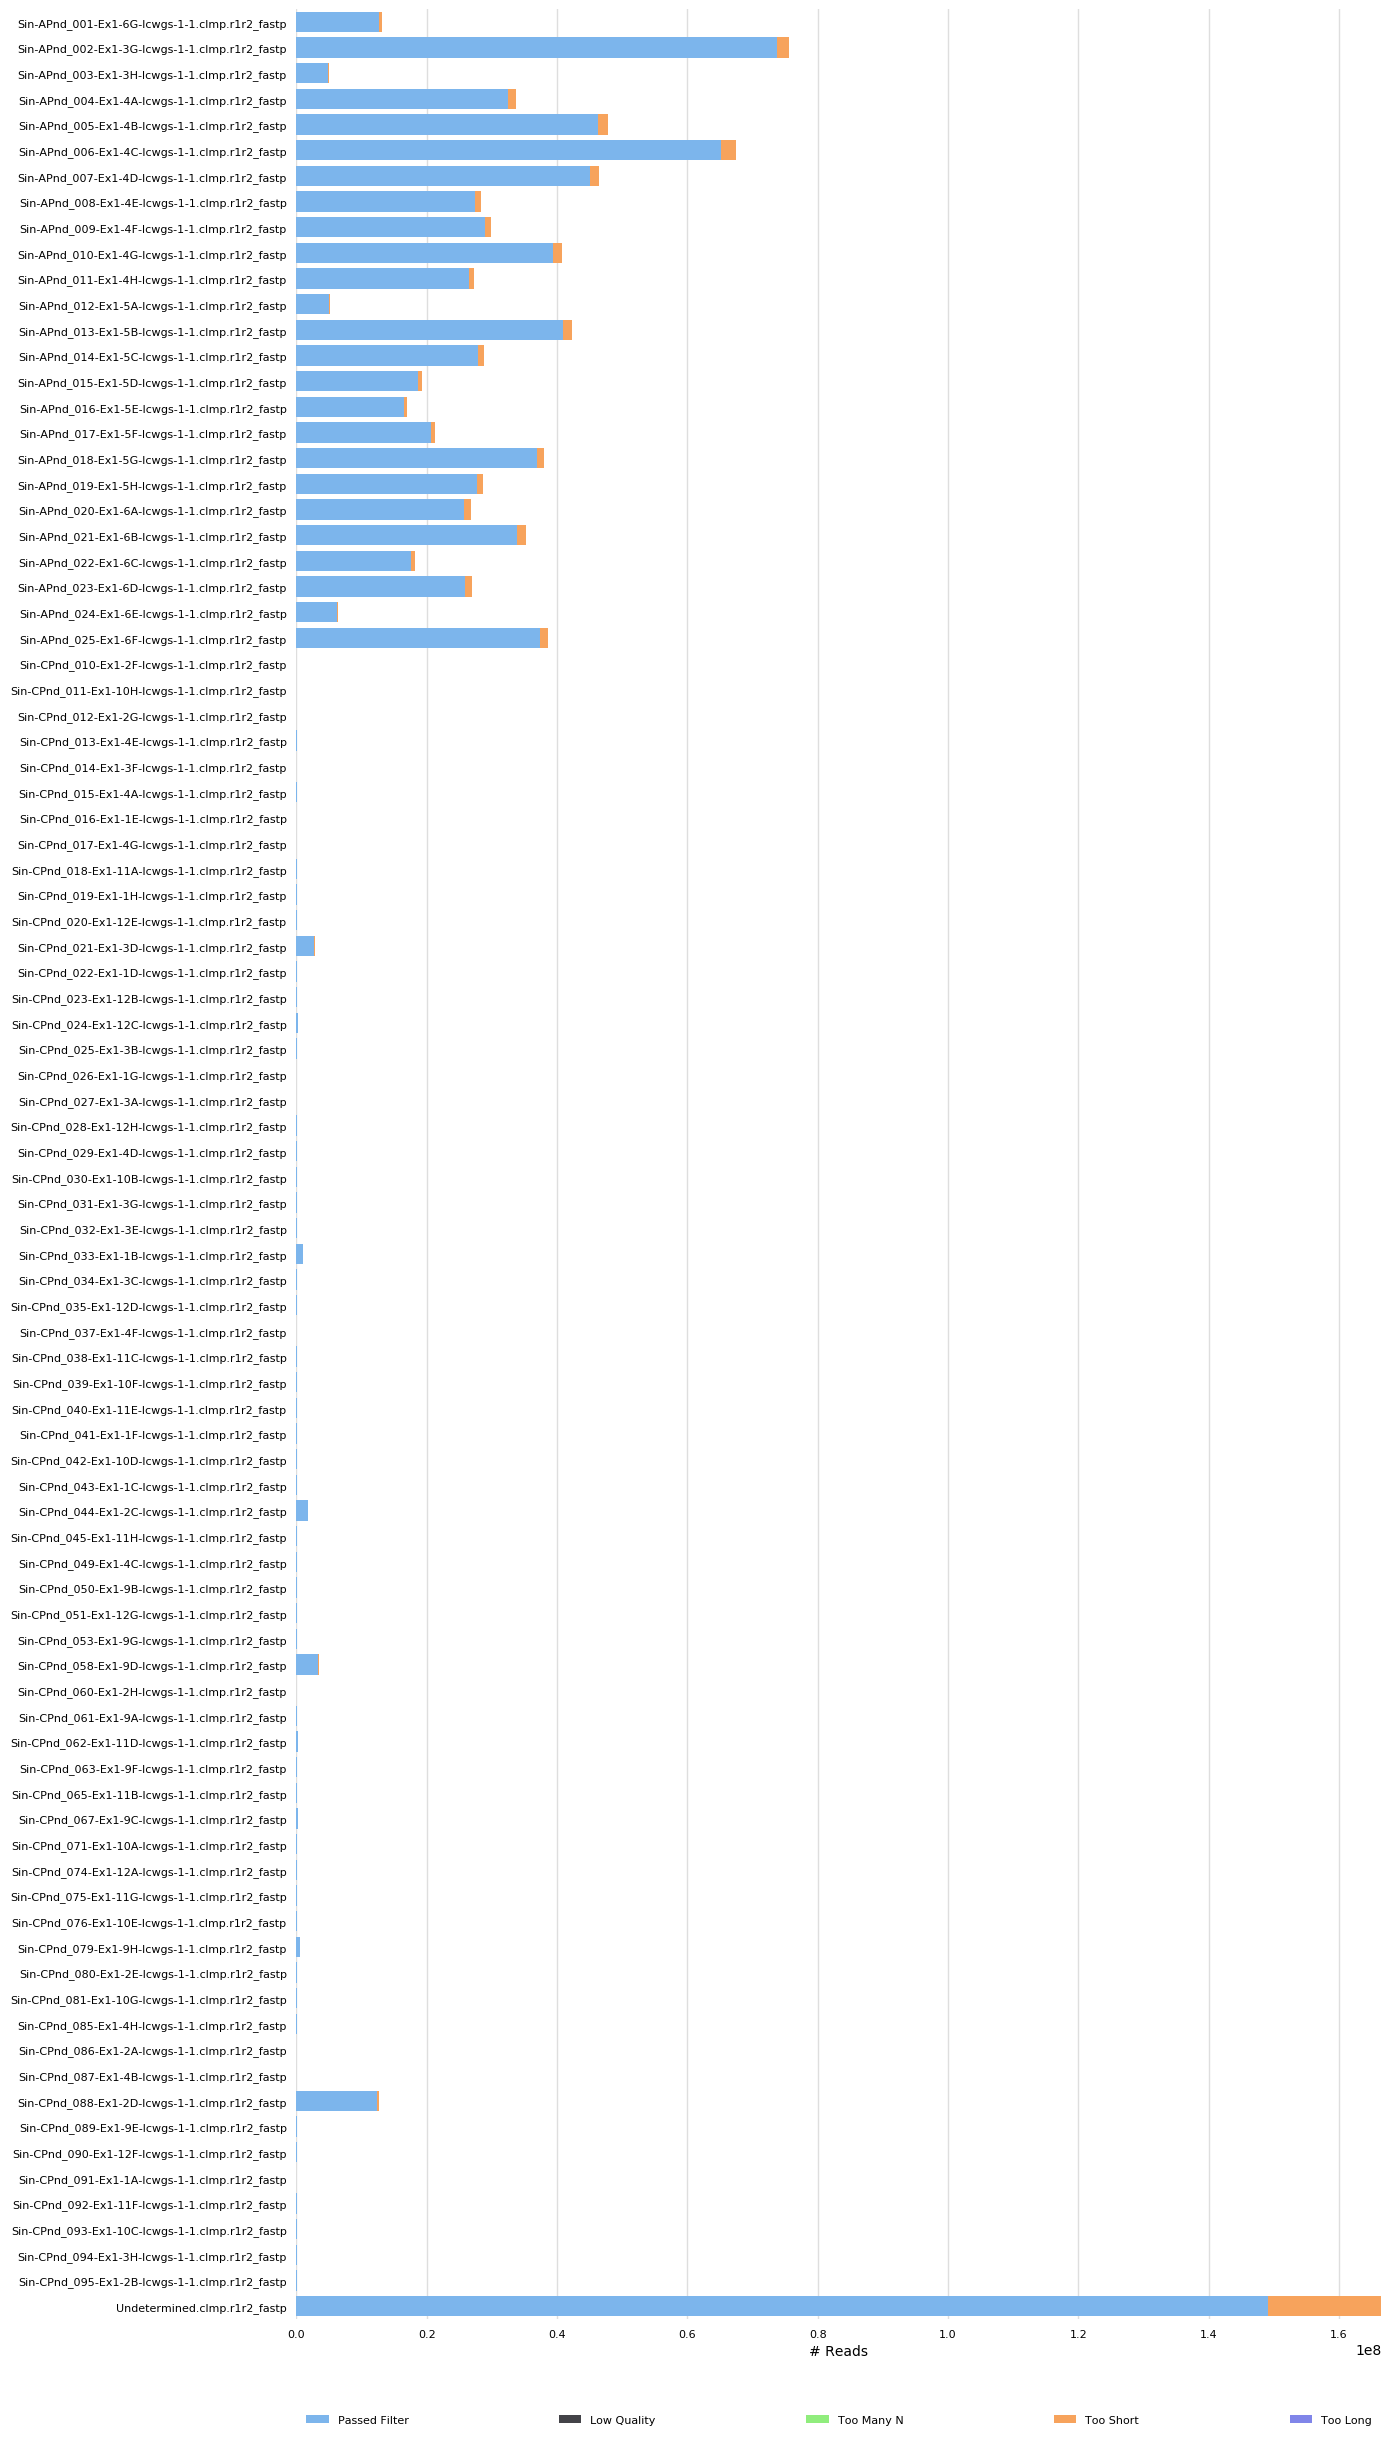 Sin-APnd_001-Ex1-6G-lcwgs-1-1.clmp.r1r2_fastp
Sin-APnd_002-Ex1-3G-lcwgs-1-1.clmp.r1r2_fastp
Sin-APnd_003-Ex1-3H-lcwgs-1-1.clmp.r1r2_fastp
Sin-APnd_004-Ex1-4A-lcwgs-1-1.clmp.r1r2_fastp
Sin-APnd_005-Ex1-4B-lcwgs-1-1.clmp.r1r2_fastp
Sin-APnd_006-Ex1-4C-lcwgs-1-1.clmp.r1r2_fastp
Sin-APnd_007-Ex1-4D-lcwgs-1-1.clmp.r1r2_fastp
Sin-APnd_008-Ex1-4E-lcwgs-1-1.clmp.r1r2_fastp
Sin-APnd_009-Ex1-4F-lcwgs-1-1.clmp.r1r2_fastp
Sin-APnd_010-Ex1-4G-lcwgs-1-1.clmp.r1r2_fastp
Sin-APnd_011-Ex1-4H-lcwgs-1-1.clmp.r1r2_fastp
Sin-APnd_012-Ex1-5A-lcwgs-1-1.clmp.r1r2_fastp
Sin-APnd_013-Ex1-5B-lcwgs-1-1.clmp.r1r2_fastp
Sin-APnd_014-Ex1-5C-lcwgs-1-1.clmp.r1r2_fastp
Sin-APnd_015-Ex1-5D-lcwgs-1-1.clmp.r1r2_fastp
Sin-APnd_016-Ex1-5E-lcwgs-1-1.clmp.r1r2_fastp
Sin-APnd_017-Ex1-5F-lcwgs-1-1.clmp.r1r2_fastp
Sin-APnd_018-Ex1-5G-lcwgs-1-1.clmp.r1r2_fastp
Sin-APnd_019-Ex1-5H-lcwgs-1-1.clmp.r1r2_fastp
Sin-APnd_020-Ex1-6A-lcwgs-1-1.clmp.r1r2_fastp
Sin-APnd_021-Ex1-6B-lcwgs-1-1.clmp.r1r2_fastp
Sin-APnd_022-Ex1-6C-lcwgs-1-1.clmp.r1r2_fastp
Sin-APnd_023-Ex1-6D-lcwgs-1-1.clmp.r1r2_fastp
Sin-APnd_024-Ex1-6E-lcwgs-1-1.clmp.r1r2_fastp
Sin-APnd_025-Ex1-6F-lcwgs-1-1.clmp.r1r2_fastp
Sin-CPnd_010-Ex1-2F-lcwgs-1-1.clmp.r1r2_fastp
Sin-CPnd_011-Ex1-10H-lcwgs-1-1.clmp.r1r2_fastp
Sin-CPnd_012-Ex1-2G-lcwgs-1-1.clmp.r1r2_fastp
Sin-CPnd_013-Ex1-4E-lcwgs-1-1.clmp.r1r2_fastp
Sin-CPnd_014-Ex1-3F-lcwgs-1-1.clmp.r1r2_fastp
Sin-CPnd_015-Ex1-4A-lcwgs-1-1.clmp.r1r2_fastp
Sin-CPnd_016-Ex1-1E-lcwgs-1-1.clmp.r1r2_fastp
Sin-CPnd_017-Ex1-4G-lcwgs-1-1.clmp.r1r2_fastp
Sin-CPnd_018-Ex1-11A-lcwgs-1-1.clmp.r1r2_fastp
Sin-CPnd_019-Ex1-1H-lcwgs-1-1.clmp.r1r2_fastp
Sin-CPnd_020-Ex1-12E-lcwgs-1-1.clmp.r1r2_fastp
Sin-CPnd_021-Ex1-3D-lcwgs-1-1.clmp.r1r2_fastp
Sin-CPnd_022-Ex1-1D-lcwgs-1-1.clmp.r1r2_fastp
Sin-CPnd_023-Ex1-12B-lcwgs-1-1.clmp.r1r2_fastp
Sin-CPnd_024-Ex1-12C-lcwgs-1-1.clmp.r1r2_fastp
Sin-CPnd_025-Ex1-3B-lcwgs-1-1.clmp.r1r2_fastp
Sin-CPnd_026-Ex1-1G-lcwgs-1-1.clmp.r1r2_fastp
Sin-CPnd_027-Ex1-3A-lcwgs-1-1.clmp.r1r2_fastp
Sin-CPnd_028-Ex1-12H-lcwgs-1-1.clmp.r1r2_fastp
Sin-CPnd_029-Ex1-4D-lcwgs-1-1.clmp.r1r2_fastp
Sin-CPnd_030-Ex1-10B-lcwgs-1-1.clmp.r1r2_fastp
Sin-CPnd_031-Ex1-3G-lcwgs-1-1.clmp.r1r2_fastp
Sin-CPnd_032-Ex1-3E-lcwgs-1-1.clmp.r1r2_fastp
Sin-CPnd_033-Ex1-1B-lcwgs-1-1.clmp.r1r2_fastp
Sin-CPnd_034-Ex1-3C-lcwgs-1-1.clmp.r1r2_fastp
Sin-CPnd_035-Ex1-12D-lcwgs-1-1.clmp.r1r2_fastp
Sin-CPnd_037-Ex1-4F-lcwgs-1-1.clmp.r1r2_fastp
Sin-CPnd_038-Ex1-11C-lcwgs-1-1.clmp.r1r2_fastp
Sin-CPnd_039-Ex1-10F-lcwgs-1-1.clmp.r1r2_fastp
Sin-CPnd_040-Ex1-11E-lcwgs-1-1.clmp.r1r2_fastp
Sin-CPnd_041-Ex1-1F-lcwgs-1-1.clmp.r1r2_fastp
Sin-CPnd_042-Ex1-10D-lcwgs-1-1.clmp.r1r2_fastp
Sin-CPnd_043-Ex1-1C-lcwgs-1-1.clmp.r1r2_fastp
Sin-CPnd_044-Ex1-2C-lcwgs-1-1.clmp.r1r2_fastp
Sin-CPnd_045-Ex1-11H-lcwgs-1-1.clmp.r1r2_fastp
Sin-CPnd_049-Ex1-4C-lcwgs-1-1.clmp.r1r2_fastp
Sin-CPnd_050-Ex1-9B-lcwgs-1-1.clmp.r1r2_fastp
Sin-CPnd_051-Ex1-12G-lcwgs-1-1.clmp.r1r2_fastp
Sin-CPnd_053-Ex1-9G-lcwgs-1-1.clmp.r1r2_fastp
Sin-CPnd_058-Ex1-9D-lcwgs-1-1.clmp.r1r2_fastp
Sin-CPnd_060-Ex1-2H-lcwgs-1-1.clmp.r1r2_fastp
Sin-CPnd_061-Ex1-9A-lcwgs-1-1.clmp.r1r2_fastp
Sin-CPnd_062-Ex1-11D-lcwgs-1-1.clmp.r1r2_fastp
Sin-CPnd_063-Ex1-9F-lcwgs-1-1.clmp.r1r2_fastp
Sin-CPnd_065-Ex1-11B-lcwgs-1-1.clmp.r1r2_fastp
Sin-CPnd_067-Ex1-9C-lcwgs-1-1.clmp.r1r2_fastp
Sin-CPnd_071-Ex1-10A-lcwgs-1-1.clmp.r1r2_fastp
Sin-CPnd_074-Ex1-12A-lcwgs-1-1.clmp.r1r2_fastp
Sin-CPnd_075-Ex1-11G-lcwgs-1-1.clmp.r1r2_fastp
Sin-CPnd_076-Ex1-10E-lcwgs-1-1.clmp.r1r2_fastp
Sin-CPnd_079-Ex1-9H-lcwgs-1-1.clmp.r1r2_fastp
Sin-CPnd_080-Ex1-2E-lcwgs-1-1.clmp.r1r2_fastp
Sin-CPnd_081-Ex1-10G-lcwgs-1-1.clmp.r1r2_fastp
Sin-CPnd_085-Ex1-4H-lcwgs-1-1.clmp.r1r2_fastp
Sin-CPnd_086-Ex1-2A-lcwgs-1-1.clmp.r1r2_fastp
Sin-CPnd_087-Ex1-4B-lcwgs-1-1.clmp.r1r2_fastp
Sin-CPnd_088-Ex1-2D-lcwgs-1-1.clmp.r1r2_fastp
Sin-CPnd_089-Ex1-9E-lcwgs-1-1.clmp.r1r2_fastp
Sin-CPnd_090-Ex1-12F-lcwgs-1-1.clmp.r1r2_fastp
Sin-CPnd_091-Ex1-1A-lcwgs-1-1.clmp.r1r2_fastp
Sin-CPnd_092-Ex1-11F-lcwgs-1-1.clmp.r1r2_fastp
Sin-CPnd_093-Ex1-10C-lcwgs-1-1.clmp.r1r2_fastp
Sin-CPnd_094-Ex1-3H-lcwgs-1-1.clmp.r1r2_fastp
Sin-CPnd_095-Ex1-2B-lcwgs-1-1.clmp.r1r2_fastp
Undetermined.clmp.r1r2_fastp
0.0 0.2 0.4 0.6 0.8 1.0 1.2 1.4 1.6
# Reads 1e8
Passed Filter Low Quality Too Many N Too Short Too Long